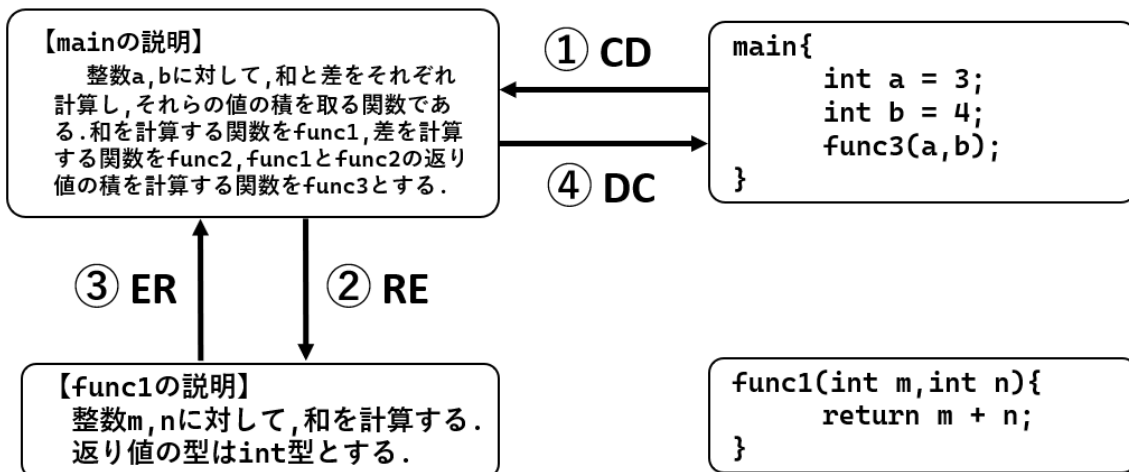 【mainの説明】
整数a,bに対して,和と差をそれぞれ
計算し,それらの値の積を取る関数であ
る.和を計算する関数をfunc1,差を計算
する関数をfunc2,func1とfunc2の返り
値の積を計算する関数をfunc3とする.
① CD
④ DC
main{
int a = 3;
int b = 4;
func3(a,b);
}
③ ER
② RE
【func1の説明】
整数m,nに対して,和を計算する.
返り値の型はint型とする.
func1(int m,int n){
return m + n;
}